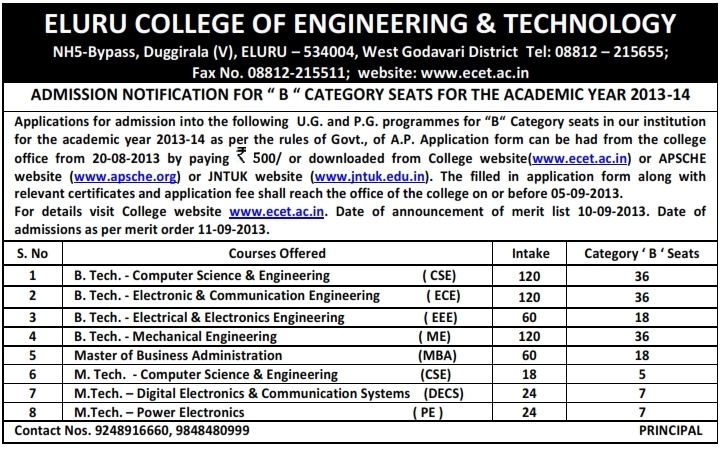 ELURU COLLEGE OF ENGINEERING & TECHNOLOGY
NH5-Bypass, Duggirala (V), ELURU – 534004, West Godavari District Tel: 08812 – 215655;
Fax No. 08812-215511; website: www.ecet.ac.in
ADMISSION NOTIFICATION FOR “ B “ CATEGORY SEATS FOR THE ACADEMIC YEAR 2013-14
Applications for admission into the following U.G. and P.G. programmes for “B“ Category seats in our institution
for the academic year 2013-14 as per the rules of Govt., of A.P. Application form can be had from the college
office from 20-08-2013 by paying ₹ 500/ or downloaded from College website(www.ecet.ac.in) or APSCHE
website (www.apsche.org) or JNTUK website (www.jntuk.edu.in). The filled in application form along with
relevant certificates and application fee shall reach the office of the college on or before 05-09-2013.
For details visit College website www.ecet.ac.in. Date of announcement of merit list 10-09-2013. Date of
admissions as per merit order 11-09-2013.
S. No Courses Offered Intake Category ‘ B ‘ Seats
1 B. Tech. - Computer Science & Engineering ( CSE) 120 36
2 B. Tech. - Electronic & Communication Engineering ( ECE) 120 36
3 B. Tech. - Electrical & Electronics Engineering ( EEE) 60 18
4 B. Tech. - Mechanical Engineering ( ME) 120 36
5 Master of Business Administration (MBA) 60 18
6 M. Tech. - Computer Science & Engineering (CSE) 18 5
7 M.Tech. – Digital Electronics & Communication Systems (DECS) 24 7
8 M.Tech. – Power Electronics ( PE ) 24 7
Contact Nos. 9248916660, 9848480999 PRINCIPAL